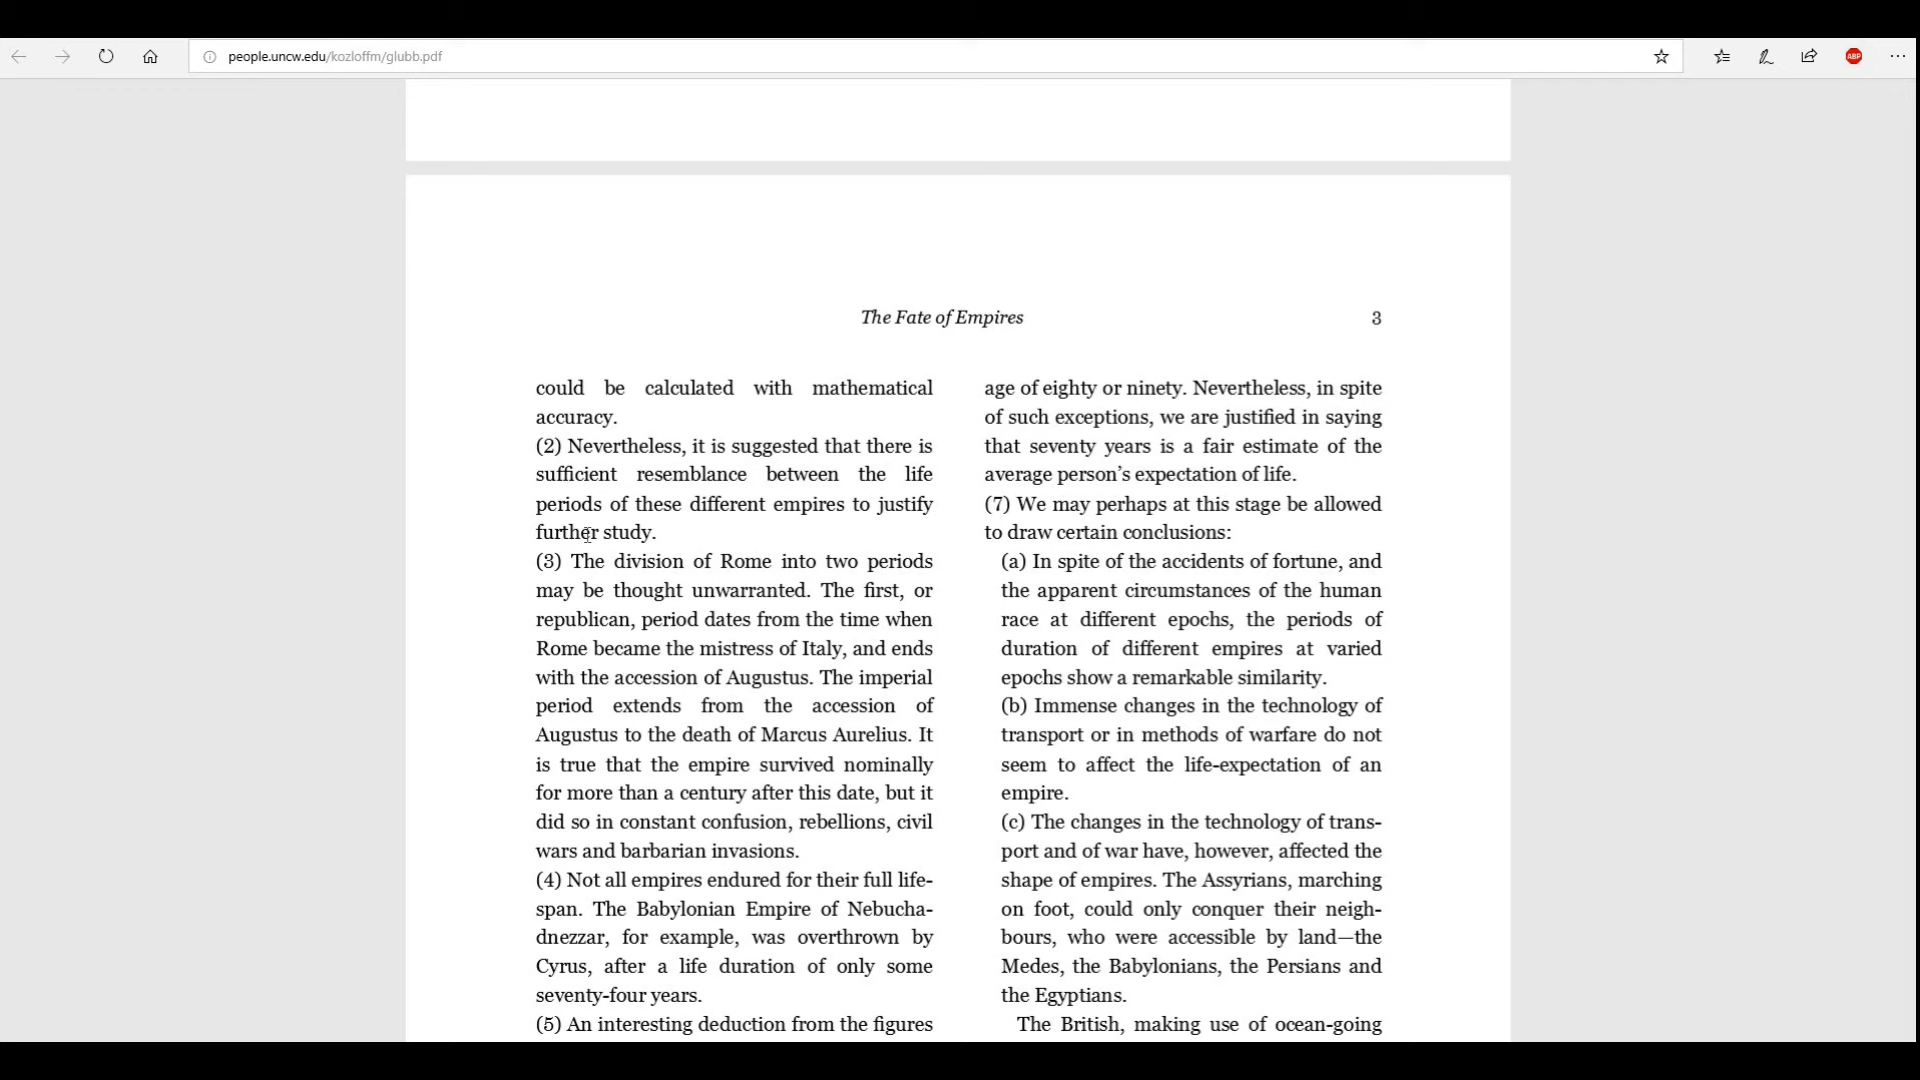 people.uncw.edu/kozloffm/glubb.pdf
ABP
The Fate of Empires
3
could be calculated with mathematical
accuracy.
(2) Nevertheless, it is suggested that there is
sufficient resemblance between the life
periods of these different empires to justify
further study.
(3) The division of Rome into two periods
may be thought unwarranted. The first, or
republican, period dates from the time when
Rome became the mistress of Italy, and ends
with the accession of Augustus. The imperial
period extends from the accession of
Augustus to the death of Marcus Aurelius. It
is true that the empire survived nominally
for more than a century after this date, but it
did so in constant confusion, rebellions, civil
wars and barbarian invasions.
(4) Not all empires endured for their full life-
span. The Babylonian Empire of Nebucha-
dnezzar, for example, was overthrown by
Cyrus, after a life duration of only some
seventy-four years.
(5) An interesting deduction from the figures
age of eighty or ninety. Nevertheless, in spite
of such exceptions, we are justified in saying
that seventy years is a fair estimate of the
average person’s expectation of life.
(7) We may perhaps at this stage be allowed
to draw certain conclusions:
(a) In spite of the accidents of fortune, and
the apparent circumstances of the human
race at different epochs, the periods of
duration of different empires at varied
epochs show a remarkable similarity.
(b) Immense changes in the technology of
transport or in methods of warfare do not
seem to affect the life-expectation of an
empire.
(c) The changes in the technology of trans-
port and of war have, however, affected the
shape of empires. The Assyrians, marching
on foot, could only conquer their neigh-
bours, who were accessible by land—the
Medes, the Babylonians, the Persians and
the Egyptians.
The British, making use of ocean-going